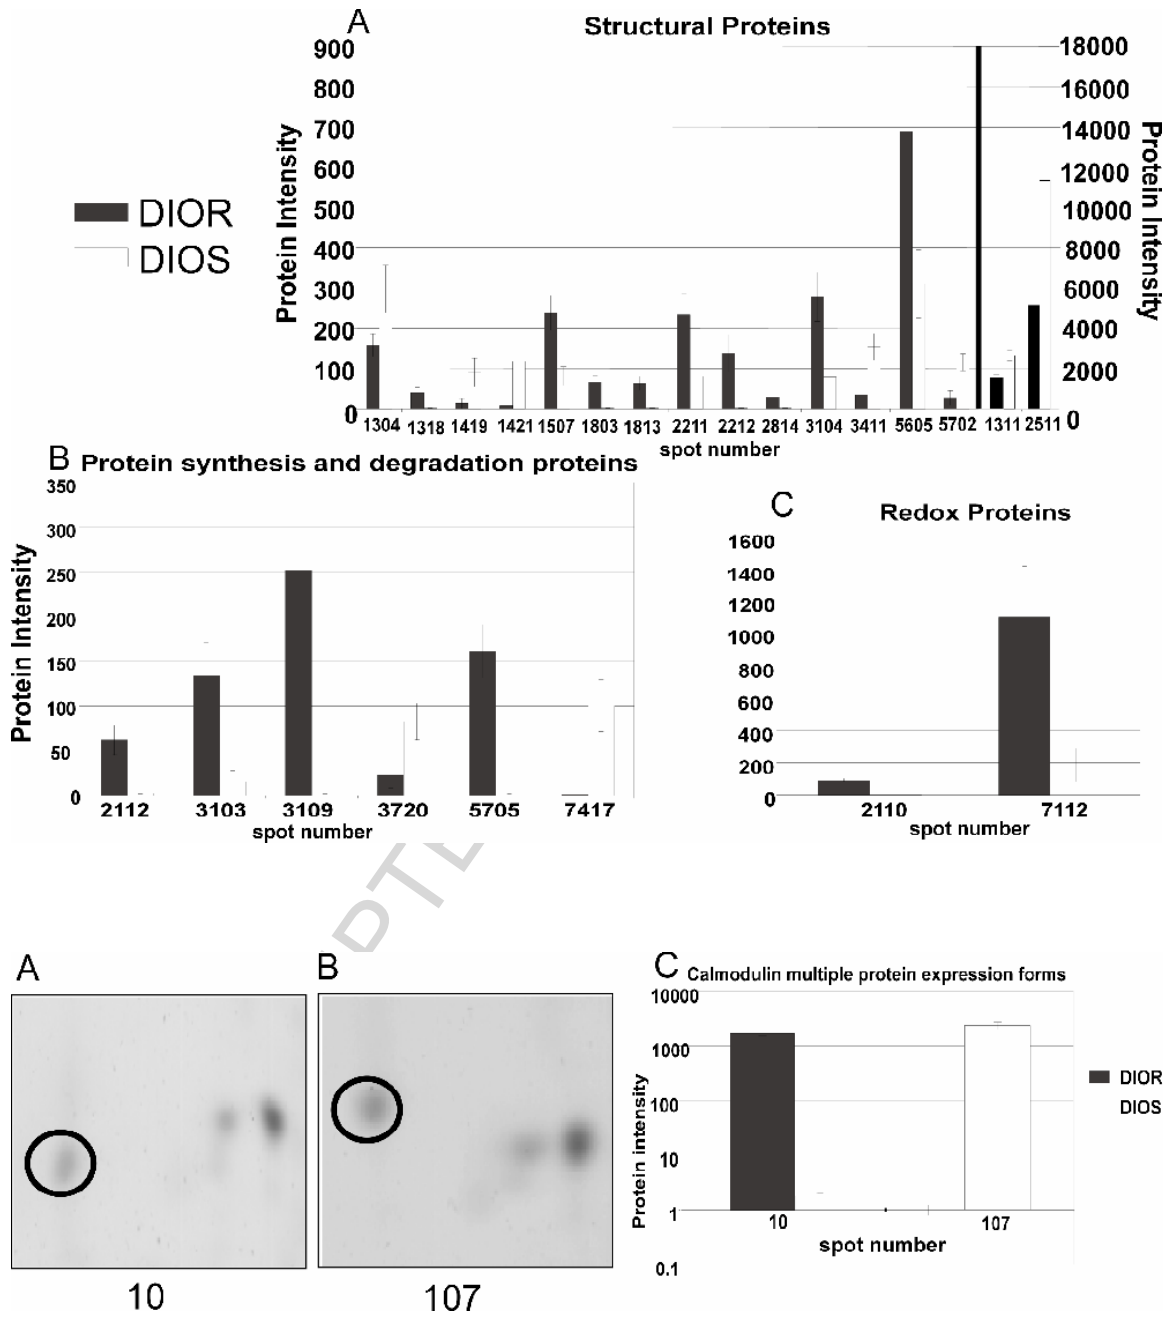 A
Structural Proteins
900
800
700
600
500
400
300
200
100
0
Protein Intensity
18000
16000
14000
12000
10000
8000
6000
4000
2000
0
Protein Intensity
DIOR
DIOS
1304 1318 1419 1421 1507 1803 1813 2211 2212 2814 3104 3411 5605 5702 1311 2511
spot number
B
Protein synthesis and degradation proteins
350
300
250
200
150
100
50
0
Protein Intensity
2112 3103 3109 3720 5705 7417
spot number
C
Redox Proteins
1600
1400
1200
1000
800
600
400
200
0
2110 7112
spot number
PTE
A
10
B
107
C
Calmodulin multiple protein expression forms
10000
1000
100
10
1
0.1
Protein intensity
10 107
spot number
DIOR
DIOS